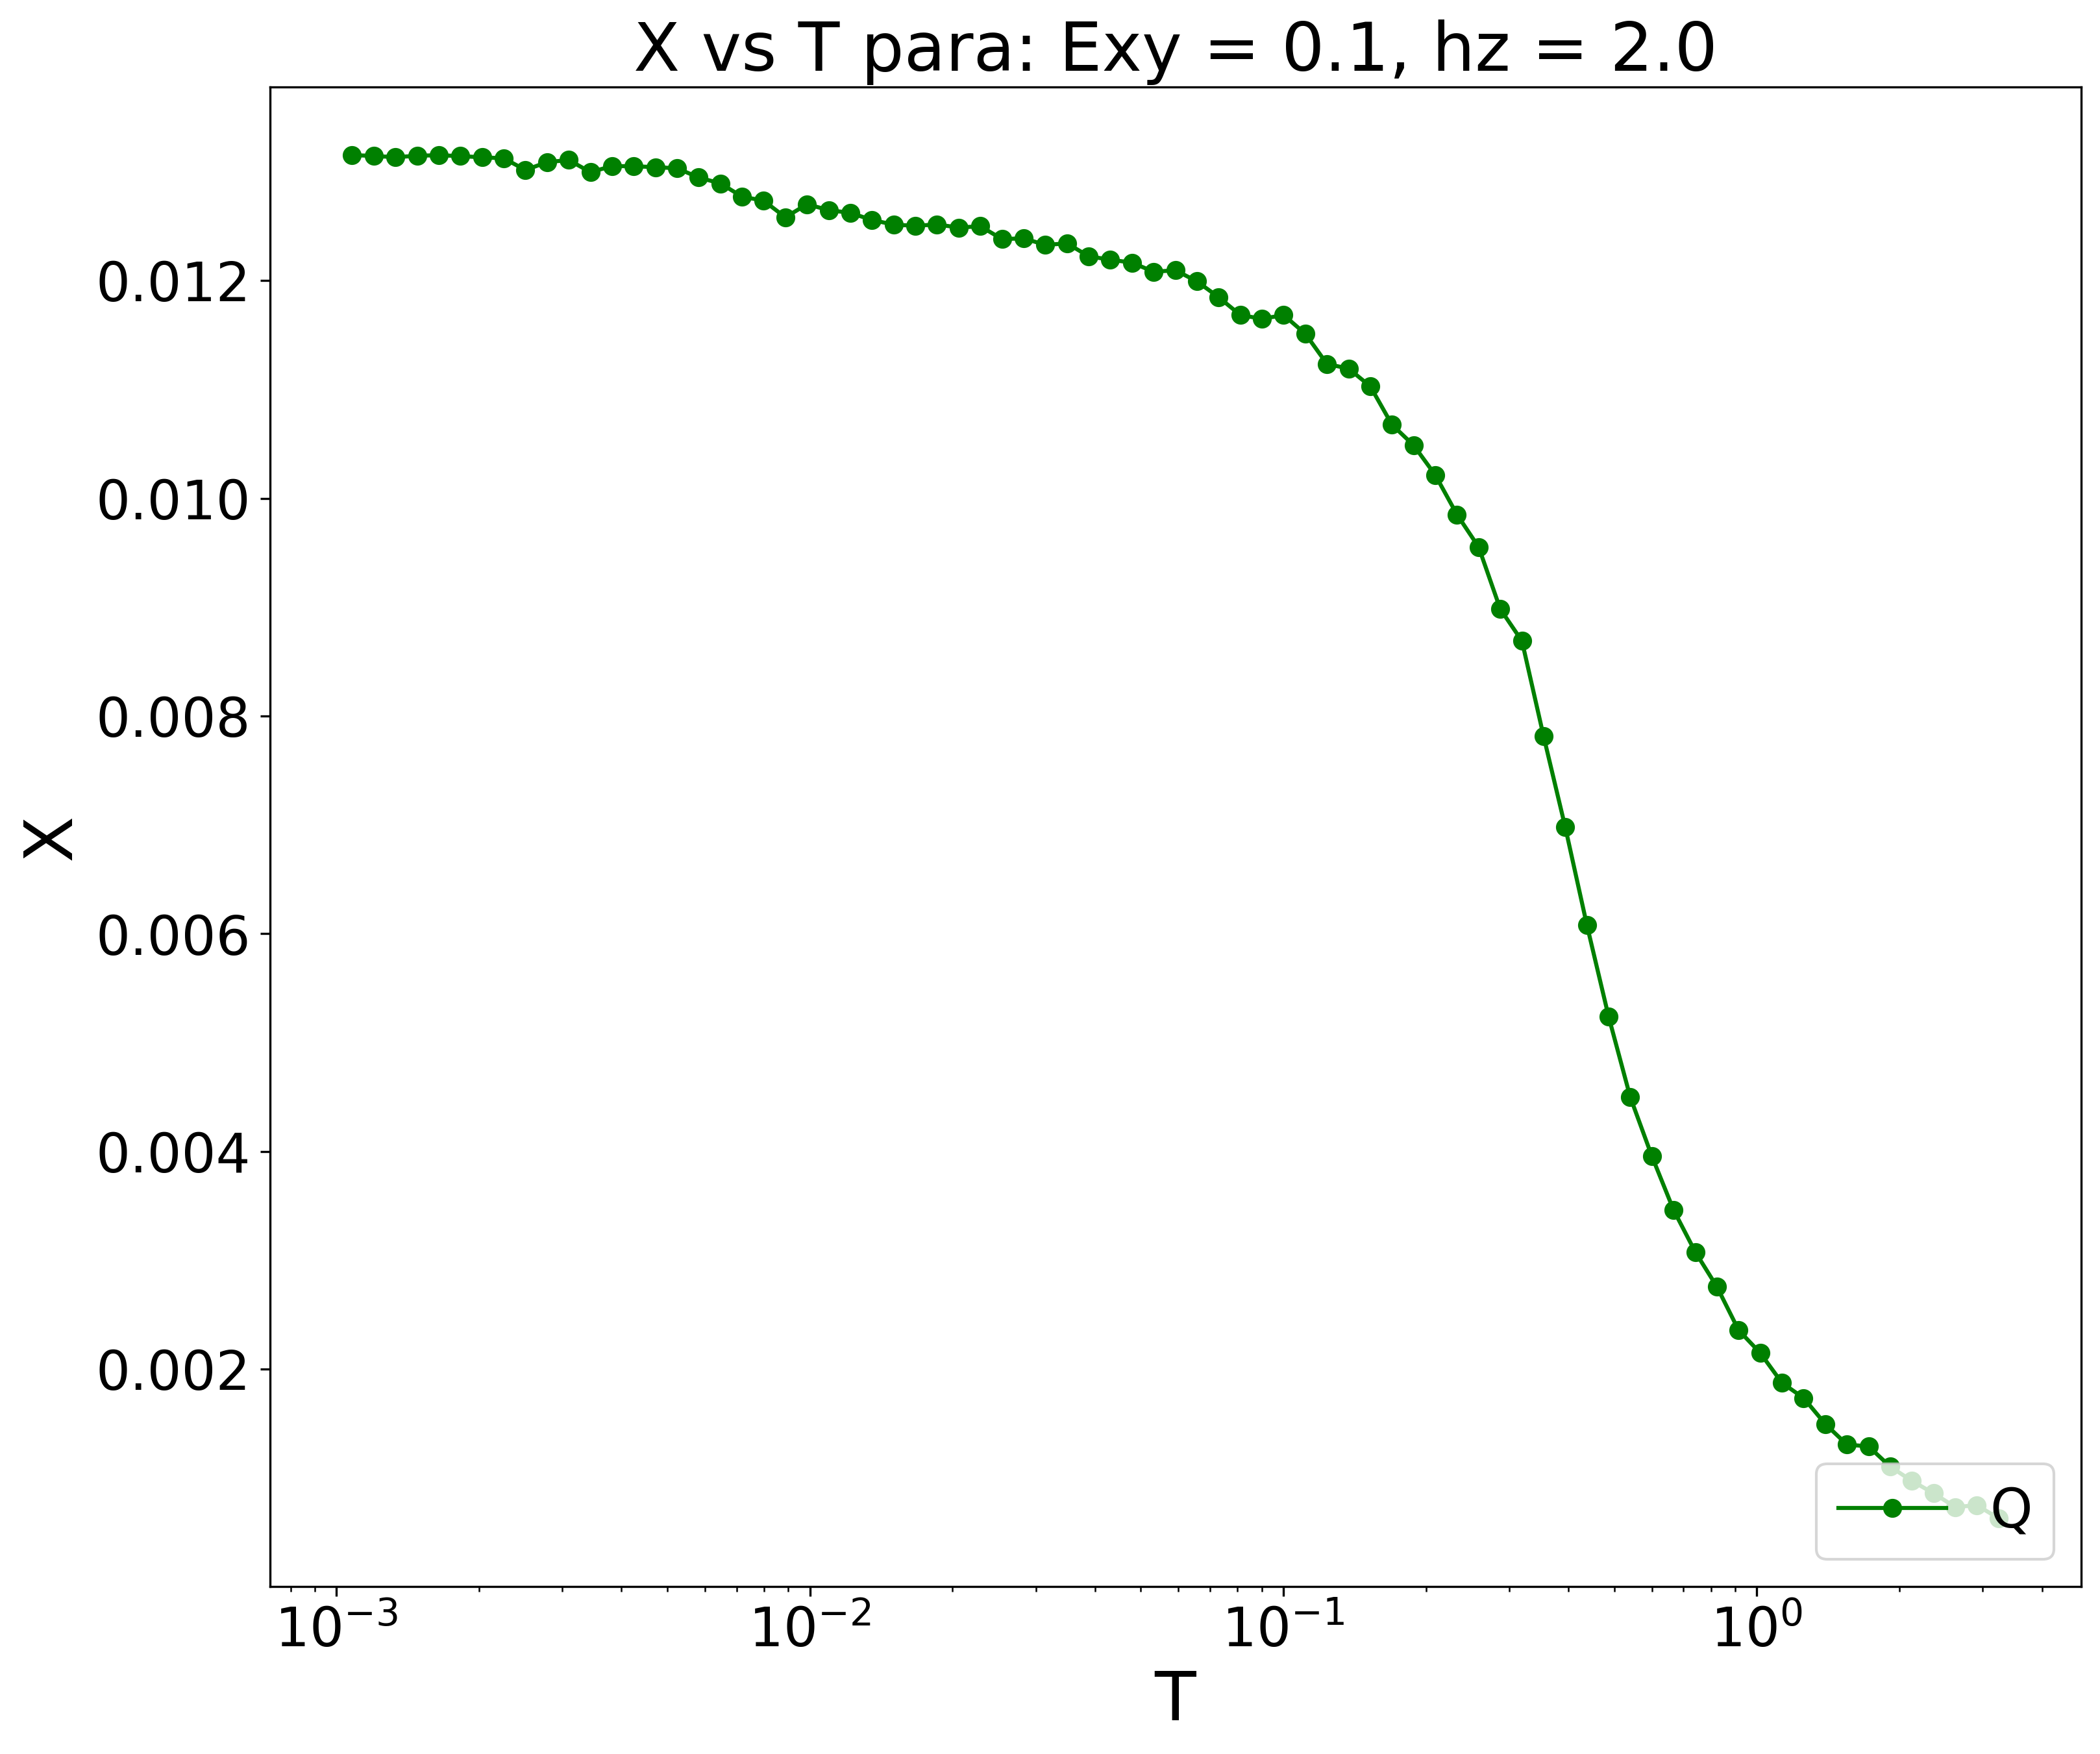 X vs T para: Exy = 0.1, hz = 2.0
0.012
0.010
0.008
0.006
0.004
0.002
X
Q
10⁻³ 10⁻² 10⁻¹ 10⁰
T